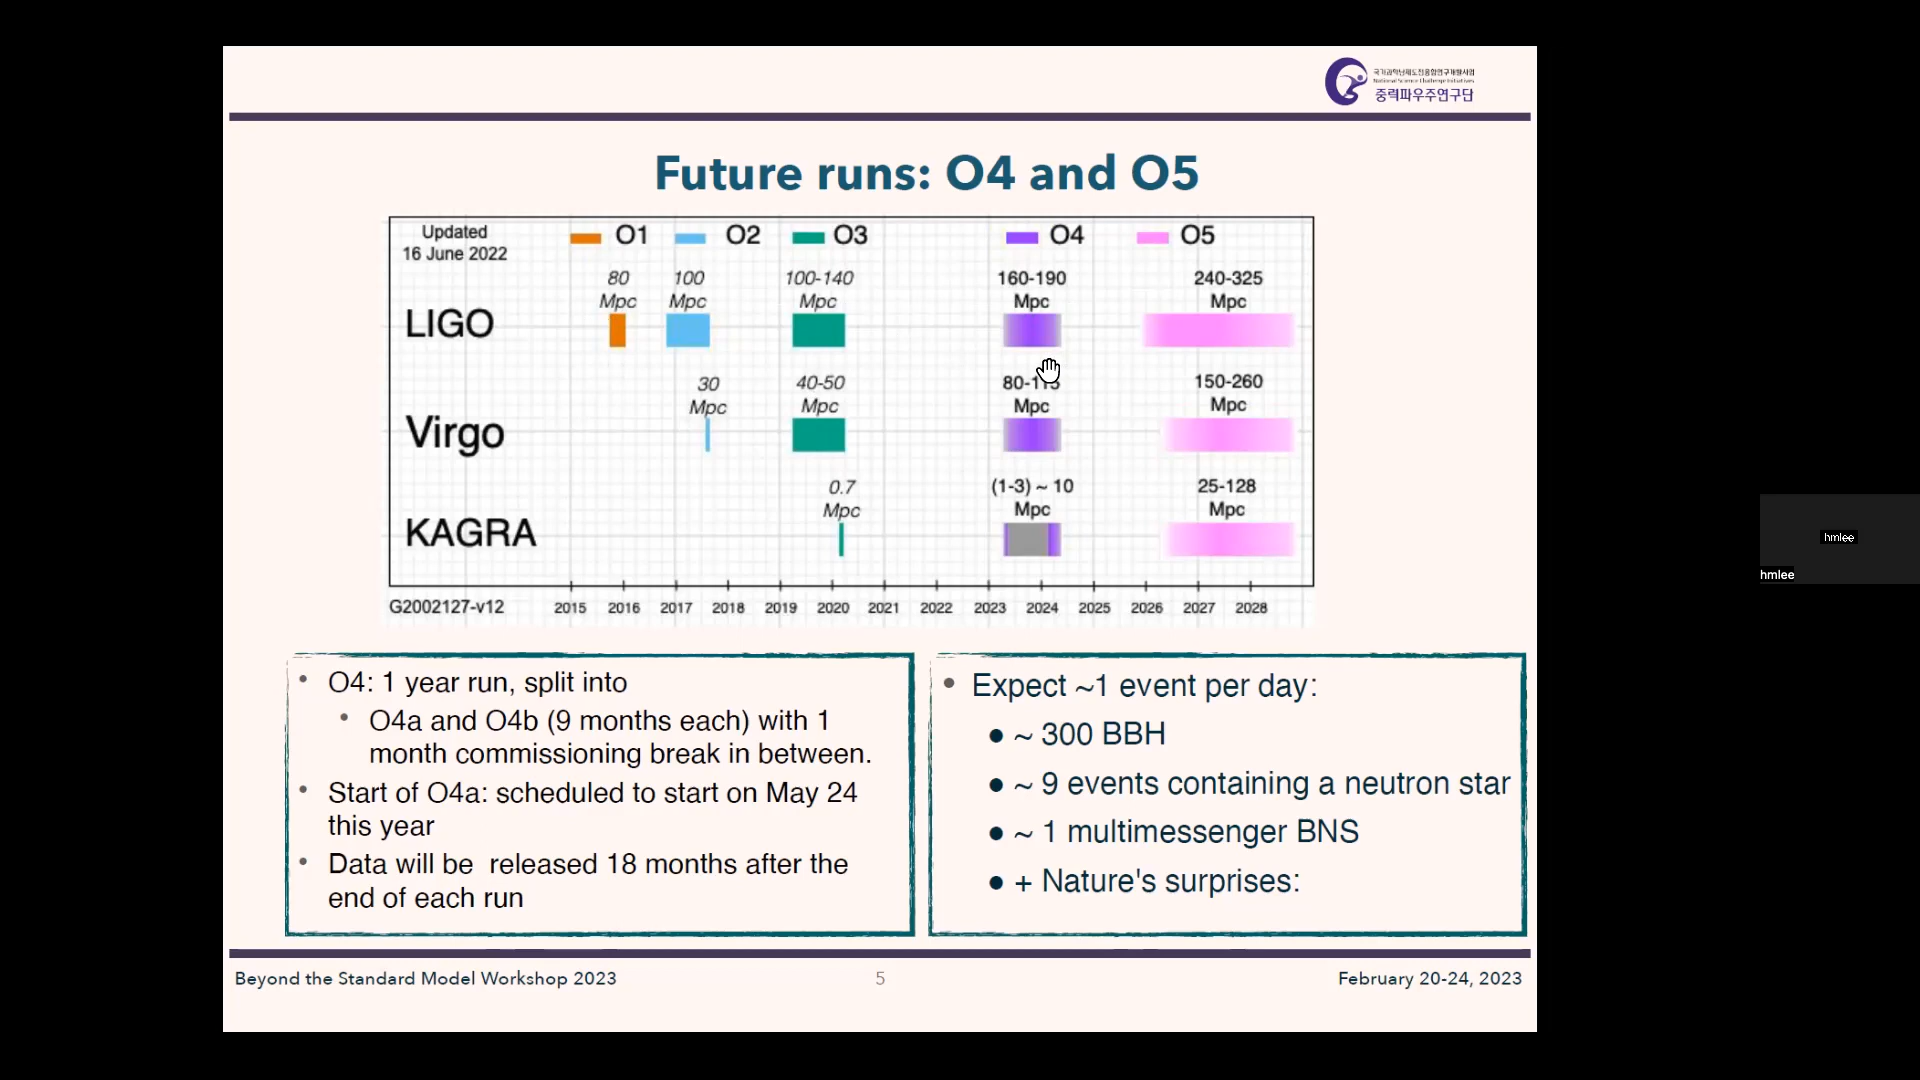 국가과학난제도전융합연구개발사업
National Science Challenge Initiatives
중력파우주연구단
Future runs: O4 and O5
Updated
16 June 2022
O1 O2 O3 O4 O5
80 100 100-140 160-190 240-325
Mpc Mpc Mpc Mpc Mpc
LIGO
30 40-50 80-115 150-260
Mpc Mpc Mpc Mpc
Virgo
0.7 (1-3) ~ 10 25-128
Mpc Mpc Mpc
KAGRA
G2002127-v12 2015 2016 2017 2018 2019 2020 2021 2022 2023 2024 2025 2026 2027 2028
• O4: 1 year run, split into
• O4a and O4b (9 months each) with 1
month commissioning break in between.
• Start of O4a: scheduled to start on May 24
this year
• Data will be released 18 months after the
end of each run
• Expect ~1 event per day:
• ~ 300 BBH
• ~ 9 events containing a neutron star
• ~ 1 multimessenger BNS
• + Nature's surprises:
Beyond the Standard Model Workshop 2023 5 February 20-24, 2023
hmlee
hmlee